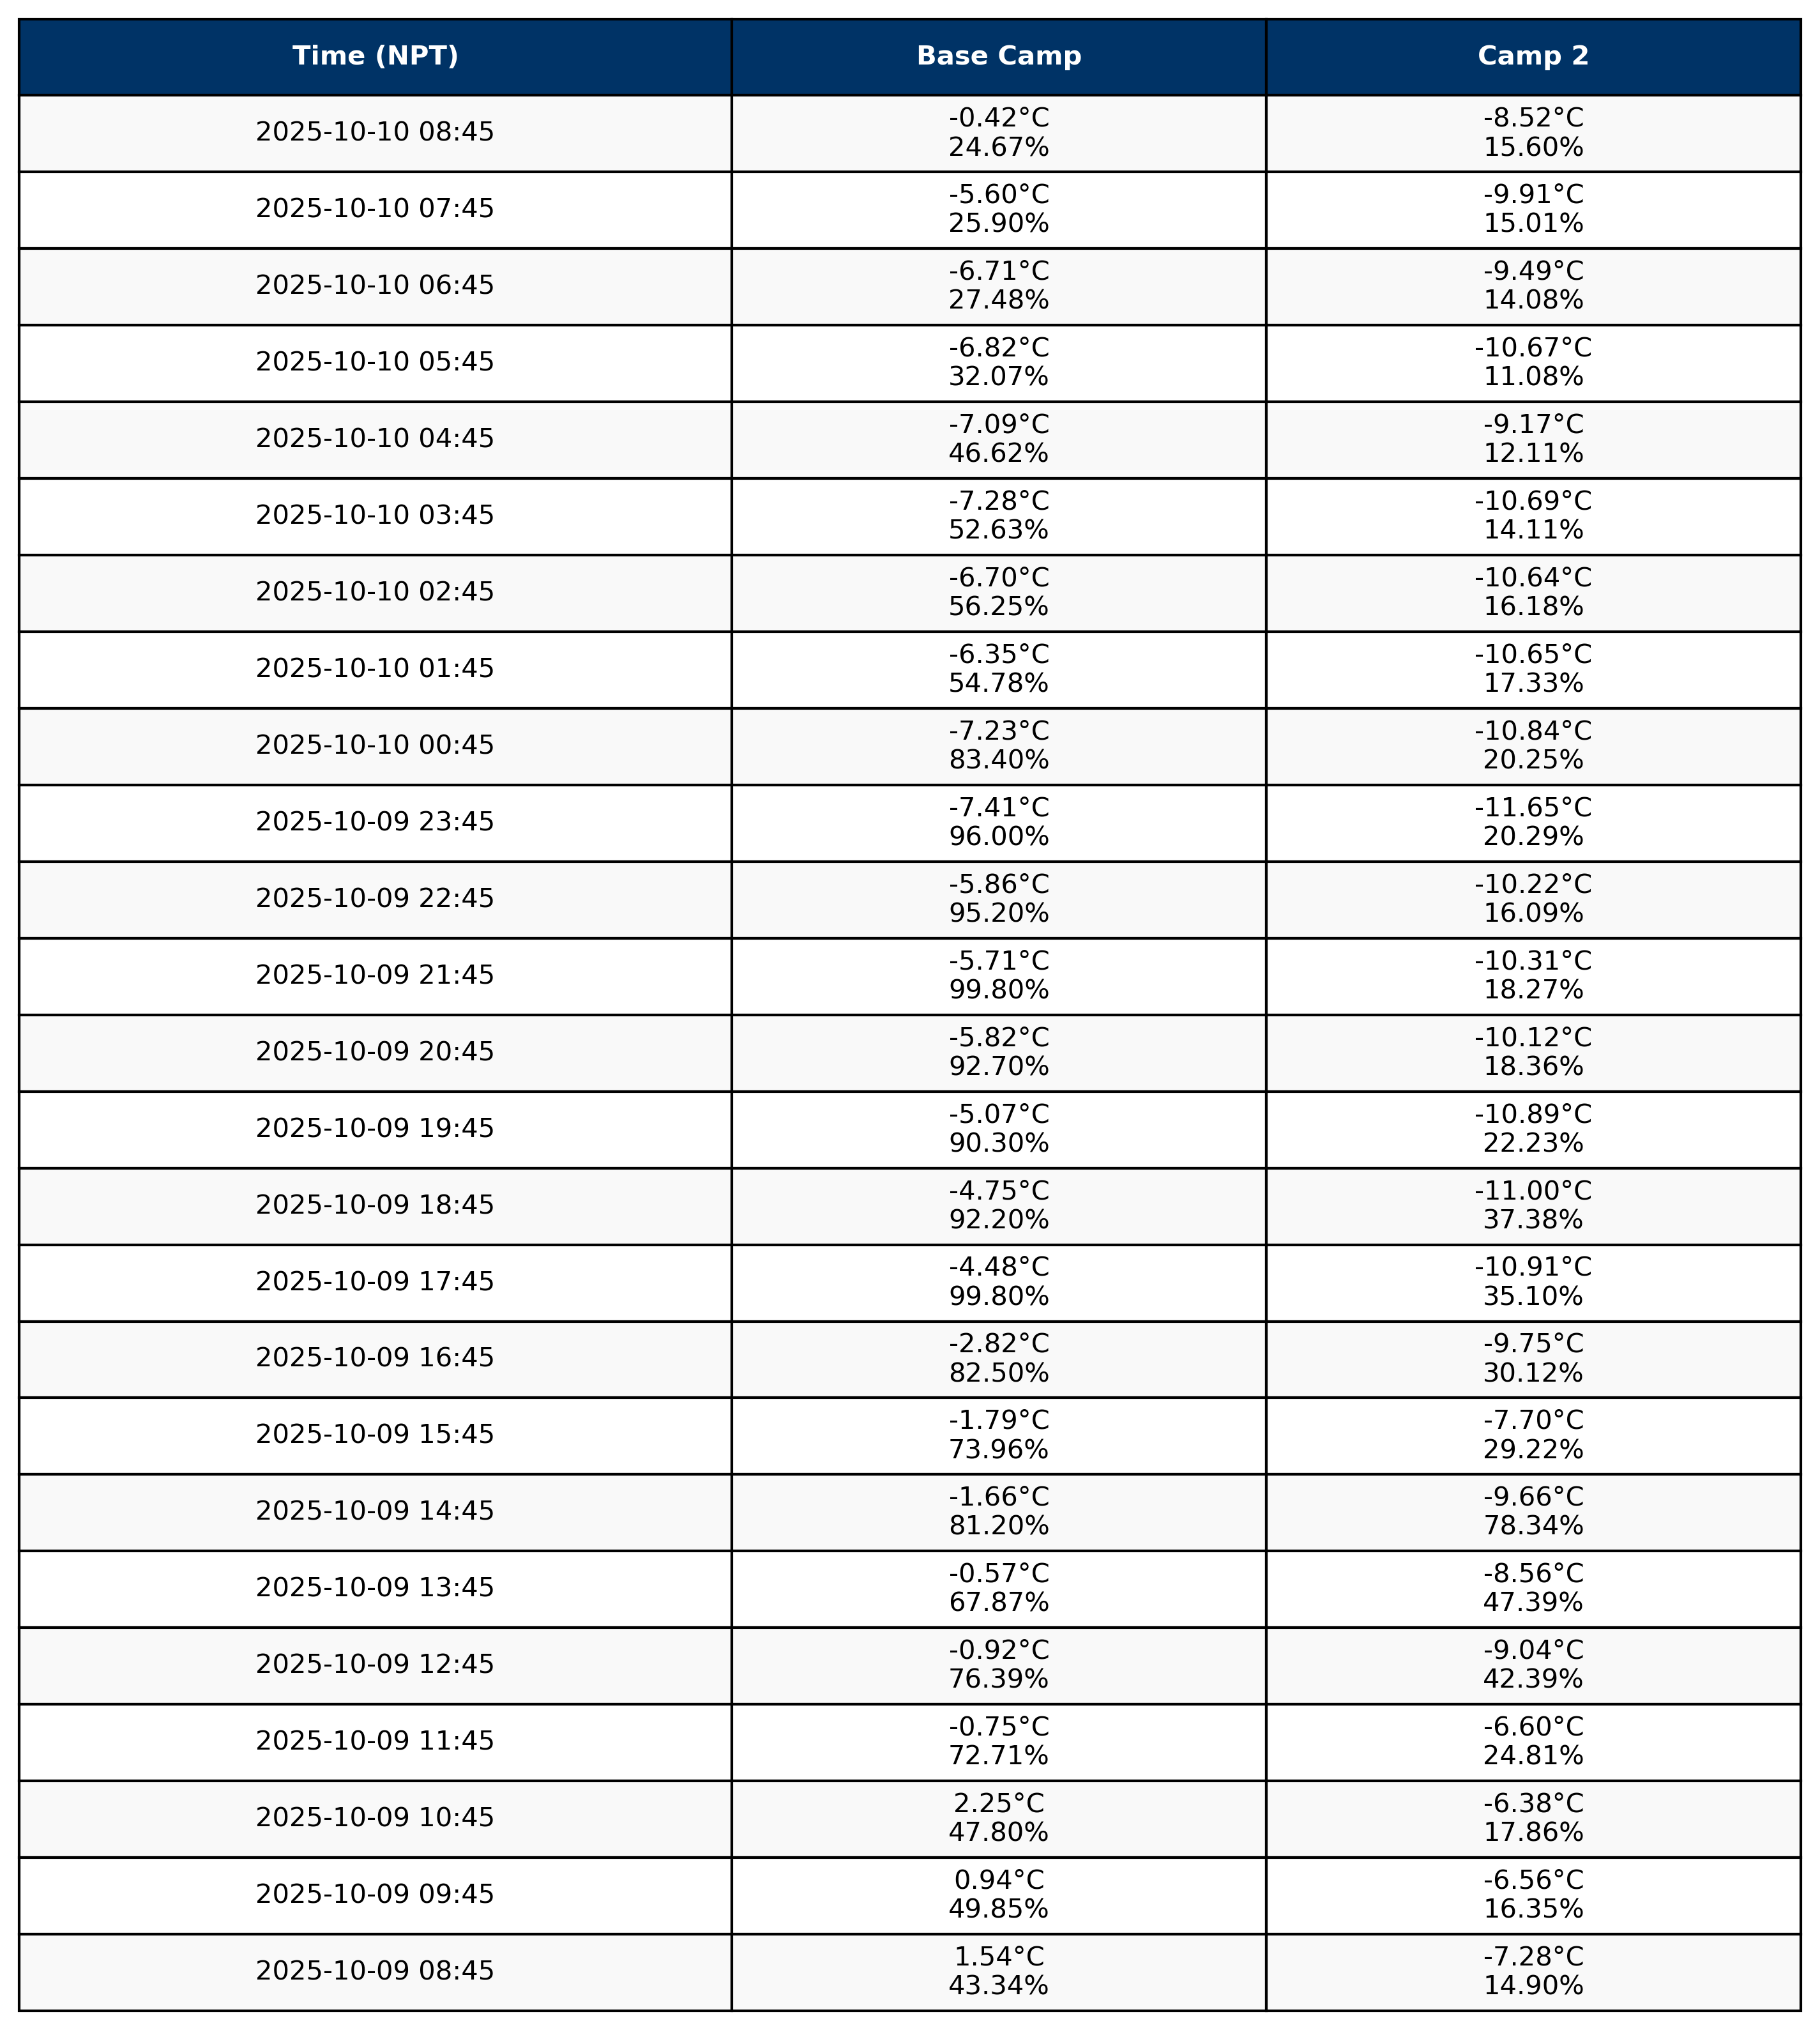 Time (NPT) Base Camp Camp 2
2025-10-10 08:45 -0.42°C -8.52°C
24.67% 15.60%
2025-10-10 07:45 -5.60°C -9.91°C
25.90% 15.01%
2025-10-10 06:45 -6.71°C -9.49°C
27.48% 14.08%
2025-10-10 05:45 -6.82°C -10.67°C
32.07% 11.08%
2025-10-10 04:45 -7.09°C -9.17°C
46.62% 12.11%
2025-10-10 03:45 -7.28°C -10.69°C
52.63% 14.11%
2025-10-10 02:45 -6.70°C -10.64°C
56.25% 16.18%
2025-10-10 01:45 -6.35°C -10.65°C
54.78% 17.33%
2025-10-10 00:45 -7.23°C -10.84°C
83.40% 20.25%
2025-10-09 23:45 -7.41°C -11.65°C
96.00% 20.29%
2025-10-09 22:45 -5.86°C -10.22°C
95.20% 16.09%
2025-10-09 21:45 -5.71°C -10.31°C
99.80% 18.27%
2025-10-09 20:45 -5.82°C -10.12°C
92.70% 18.36%
2025-10-09 19:45 -5.07°C -10.89°C
90.30% 22.23%
2025-10-09 18:45 -4.75°C -11.00°C
92.20% 37.38%
2025-10-09 17:45 -4.48°C -10.91°C
99.80% 35.10%
2025-10-09 16:45 -2.82°C -9.75°C
82.50% 30.12%
2025-10-09 15:45 -1.79°C -7.70°C
73.96% 29.22%
2025-10-09 14:45 -1.66°C -9.66°C
81.20% 78.34%
2025-10-09 13:45 -0.57°C -8.56°C
67.87% 47.39%
2025-10-09 12:45 -0.92°C -9.04°C
76.39% 42.39%
2025-10-09 11:45 -0.75°C -6.60°C
72.71% 24.81%
2025-10-09 10:45 2.25°C -6.38°C
47.80% 17.86%
2025-10-09 09:45 0.94°C -6.56°C
49.85% 16.35%
2025-10-09 08:45 1.54°C -7.28°C
43.34% 14.90%